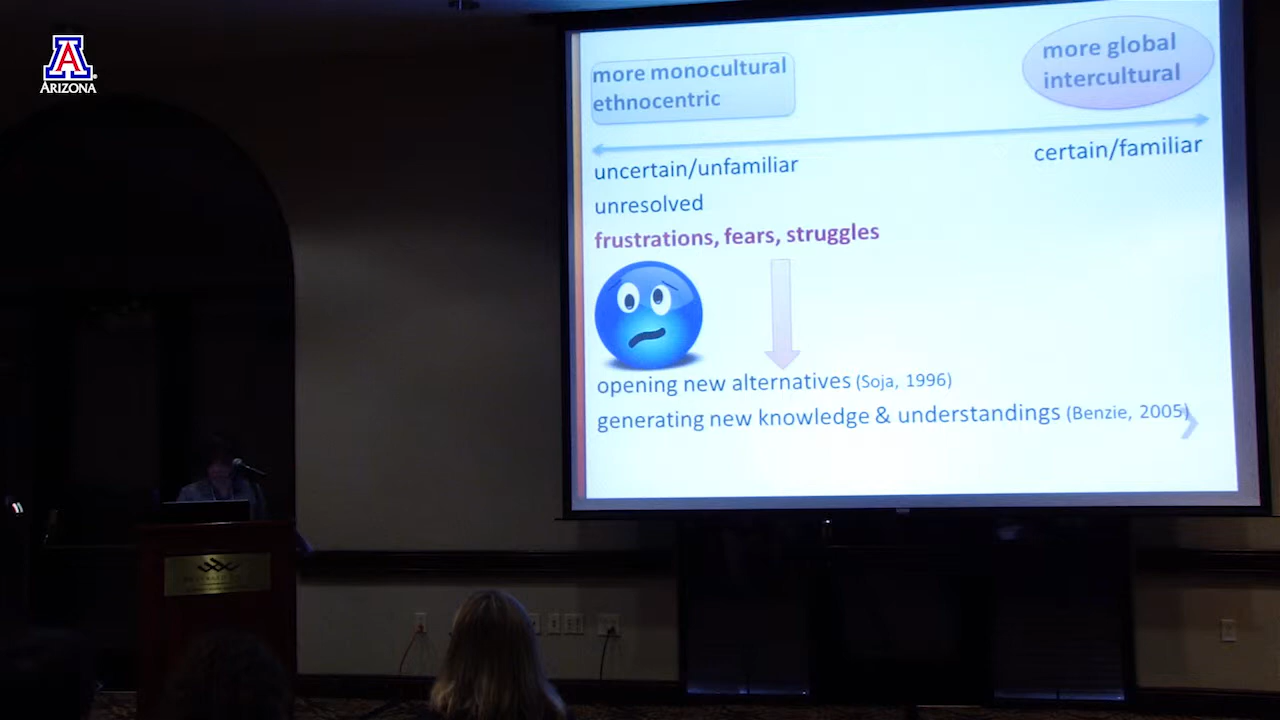 A
ARIZONA
more monocultural
ethnocentric
more global
intercultural
uncertain/unfamiliar
certain/familiar
unresolved
frustrations, fears, struggles
opening new alternatives (Soja, 1996)
generating new knowledge & understandings (Benzie, 2005)